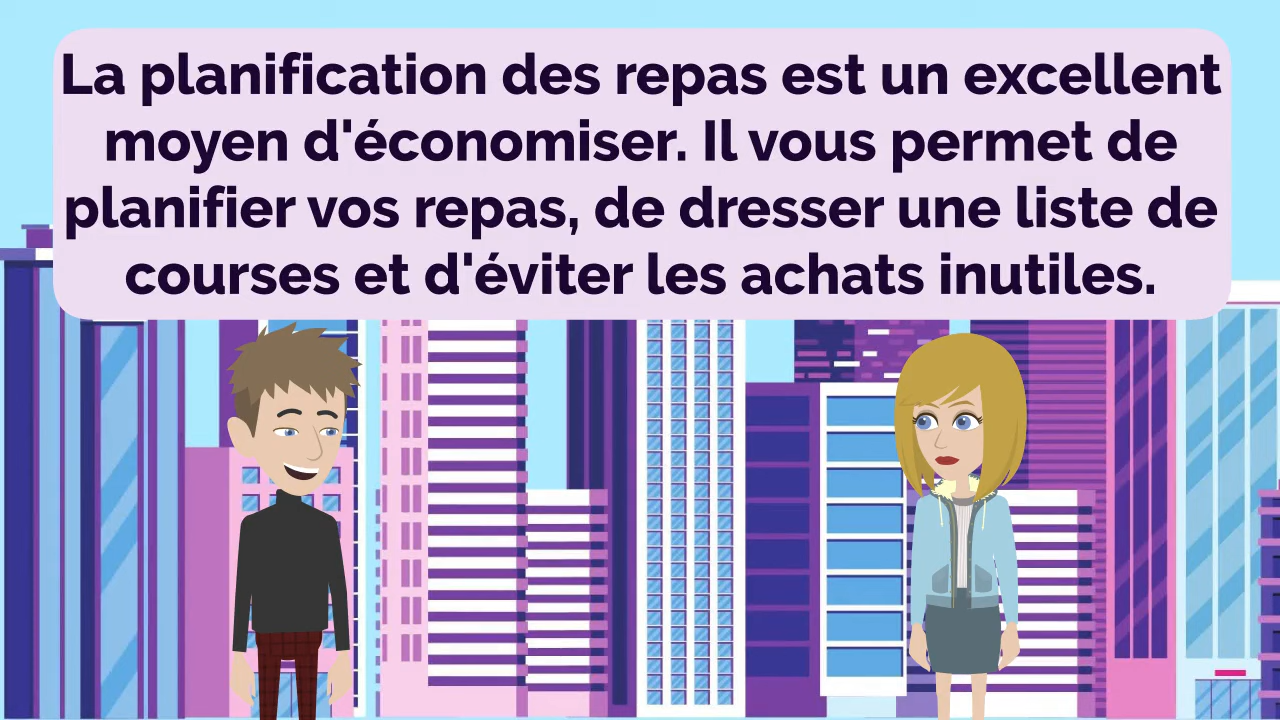 La planification des repas est un excellent
moyen d'économiser. Il vous permet de
planifier vos repas, de dresser une liste de
courses et d'éviter les achats inutiles.